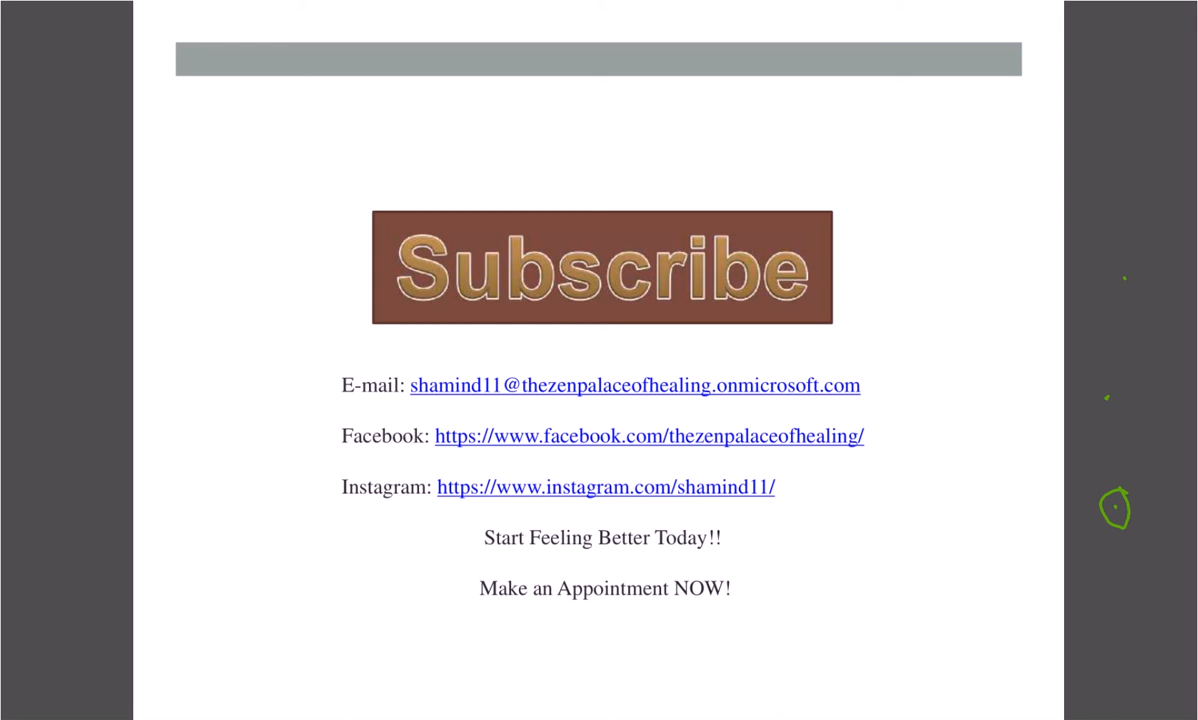 Subscribe
E-mail: shamind11@thezenpalaceofhealing.onmicrosoft.com
Facebook: https://www.facebook.com/thezenpalaceofhealing/
Instagram: https://www.instagram.com/shamind11/
Start Feeling Better Today!!
Make an Appointment NOW!